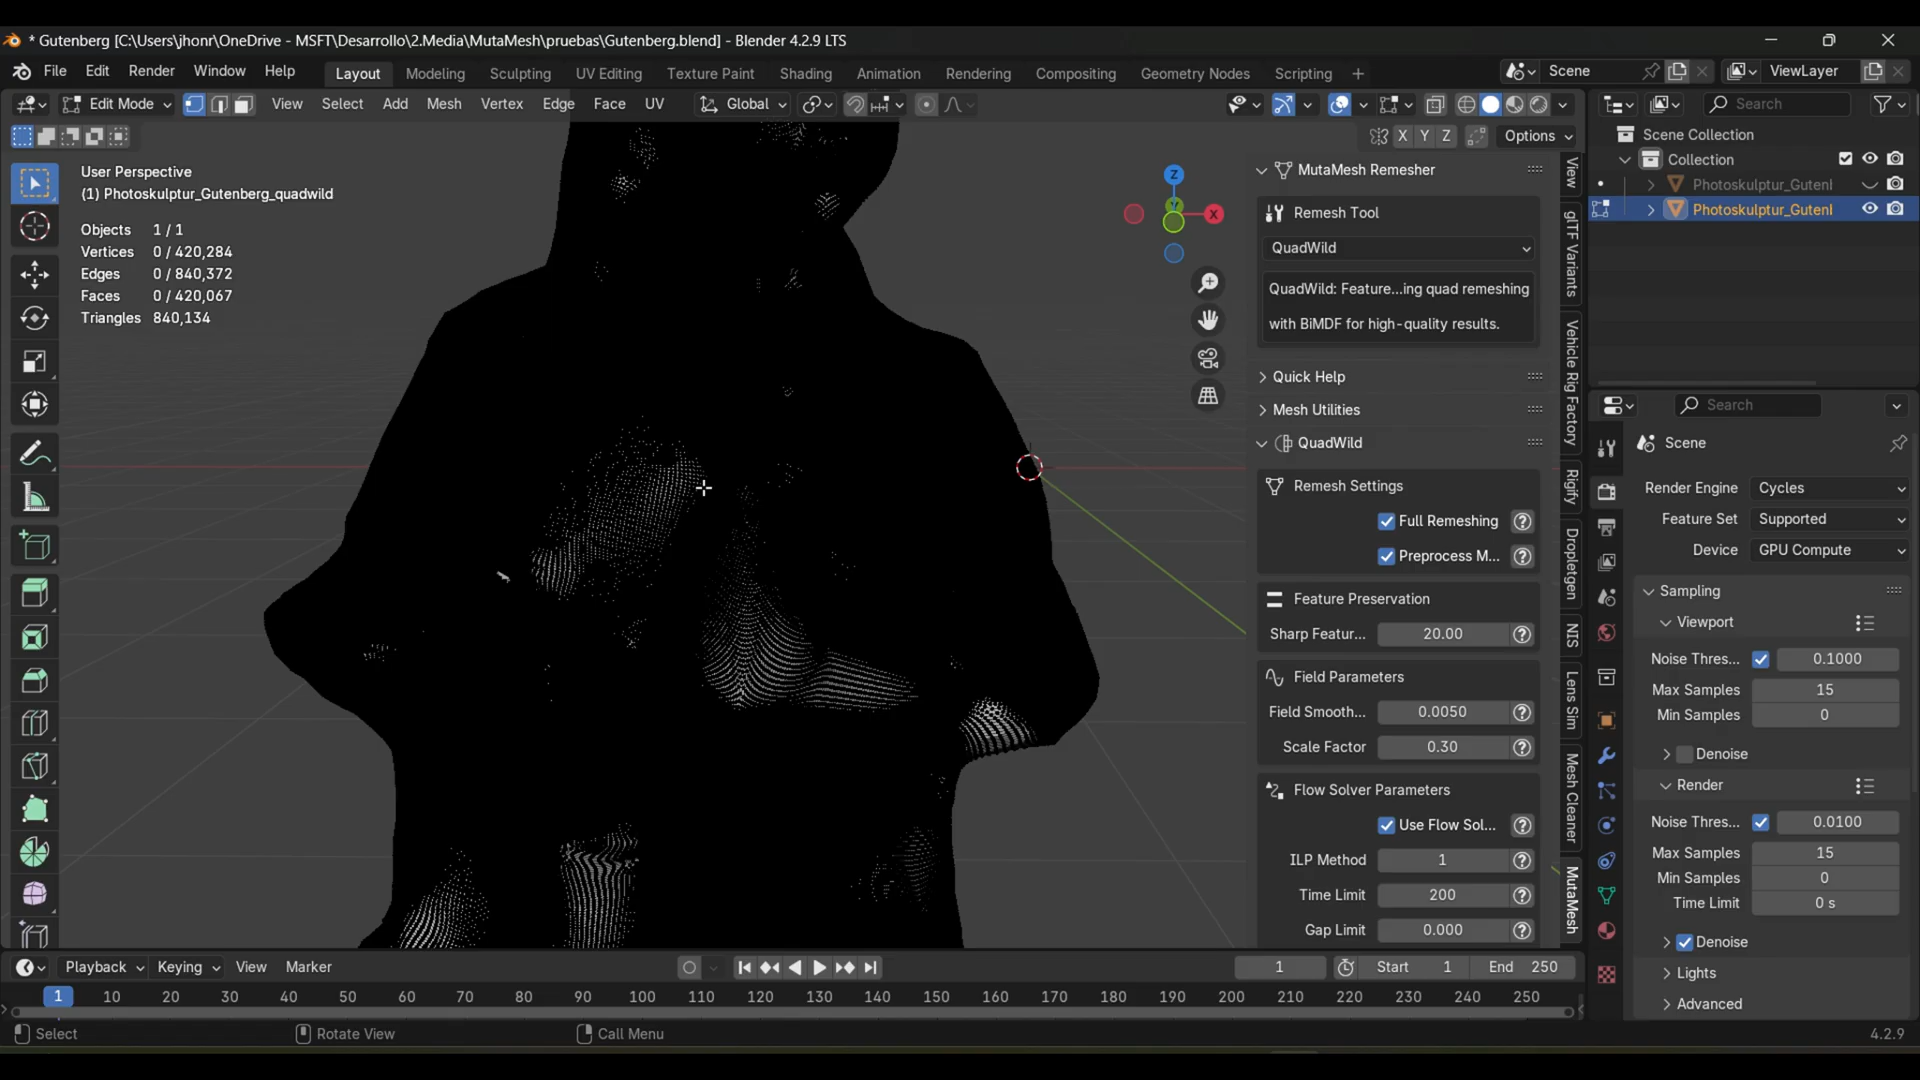 * Gutenberg [C:\Users\jhonr\OneDrive - MSFT\Desarrollo\2.Media\MutaMesh\pruebas\Gutenberg.blend] - Blender 4.2.9 LTS
File Edit Render Window Help Layout Modeling Sculpting UV Editing Texture Paint Shading Animation Rendering Compositing Geometry Nodes Scripting + Scene ViewLayer
Edit Mode View Select Add Mesh Vertex Edge Face UV Global Search
X Y Z Options
User Perspective
(1) Photoskulptur_Gutenberg_quadwild
Objects 1 / 1
Vertices 0 / 420,284
Edges 0 / 840,372
Faces 0 / 420,067
Triangles 840,134
Z
X
MutaMesh Remesher
Remesh Tool
QuadWild
QuadWild: Feature...ing quad remeshing
with BiMDF for high-quality results.
Quick Help
Mesh Utilities
QuadWild
Remesh Settings
Full Remeshing ?
Preprocess M... ?
Feature Preservation
Sharp Featur... 20.00 ?
Field Parameters
Field Smooth... 0.0050 ?
Scale Factor 0.30 ?
Flow Solver Parameters
Use Flow Sol... ?
ILP Method 1 ?
Time Limit 200 ?
Gap Limit 0.000 ?
View
glTF Variants
Vehicle Rig Factory
Rigify
Dropletgen
NIS
Lens Sim
Mesh Cleaner
MutaMesh
Scene Collection
Collection
Photoskulptur_Gutenl
Photoskulptur_Gutenl
Search
Scene
Render Engine Cycles
Feature Set Supported
Device GPU Compute
Sampling
Viewport
Noise Thres... 0.1000
Max Samples 15
Min Samples 0
Denoise
Render
Noise Thres... 0.0100
Max Samples 15
Min Samples 0
Time Limit 0 s
Denoise
Lights
Advanced
Playback Keying View Marker 1 Start 1 End 250
1 10 20 30 40 50 60 70 80 90 100 110 120 130 140 150 160 170 180 190 200 210 220 230 240 250
Select Rotate View Call Menu 4.2.9